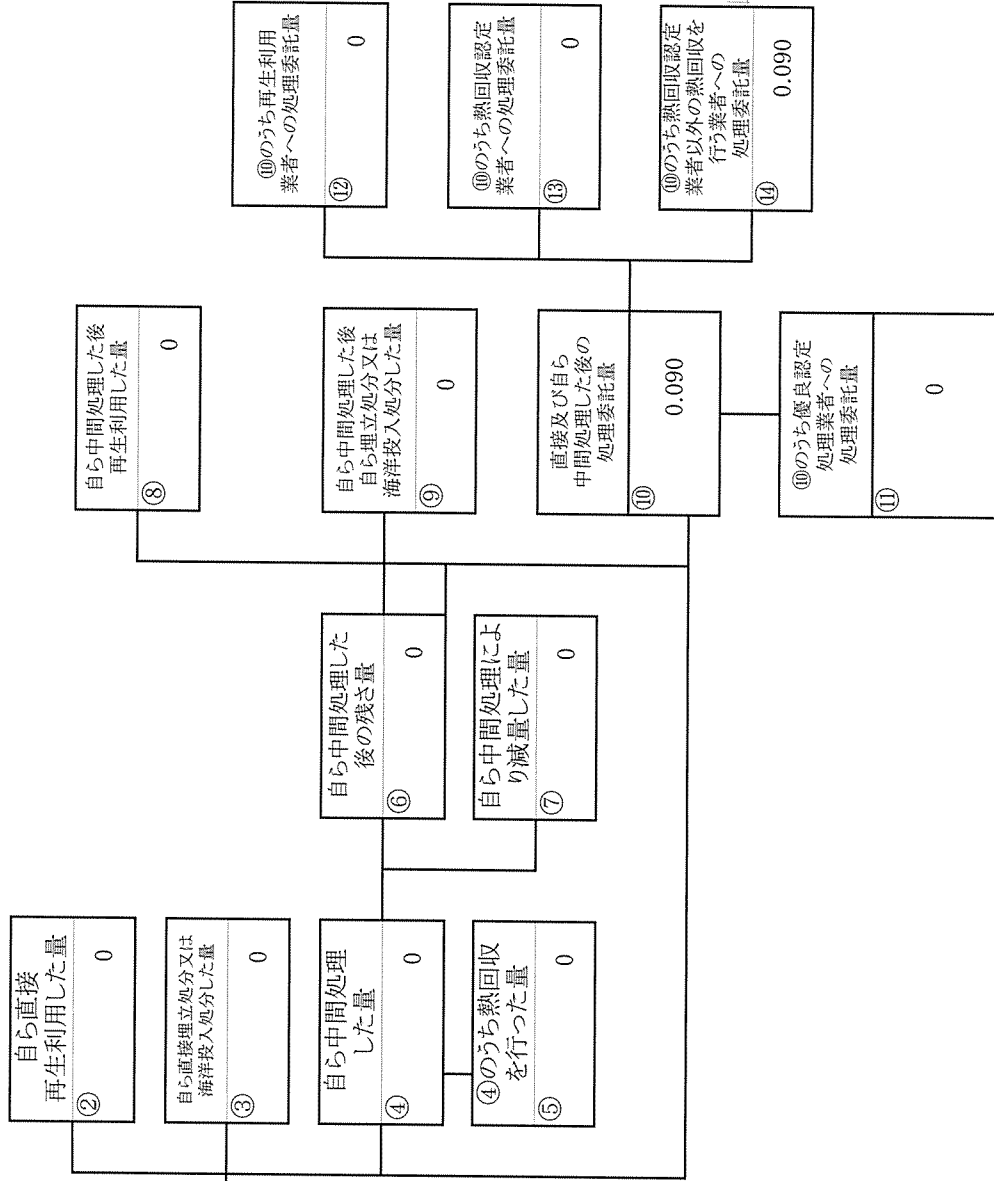 自ら直接
再生利用した量
② 0
自ら直接埋立処分又は
海洋投入処分した量
③ 0
自ら中間処理
した量
④ 0
④のうち熱回収
を行った量
⑤ 0
自ら中間処理した
後の残さ量
⑥ 0
自ら中間処理によ
り減量した量
⑦ 0
自ら中間処理した後
再生利用した量
⑧ 0
自ら中間処理した後
自ら埋立処分又は
海洋投入処分した量
⑨ 0
直接及び自ら
中間処理した後の
処理委託量
⑩ 0.090
⑩のうち優良認定
処理業者への
処理委託量
⑪ 0
⑩のうち再生利用
業者への処理委託量
⑫ 0
⑩のうち熱回収認定
業者への処理委託量
⑬ 0
⑩のうち熱回収認定
業者以外の熱回収を
行う業者への
処理委託量
⑭ 0.090